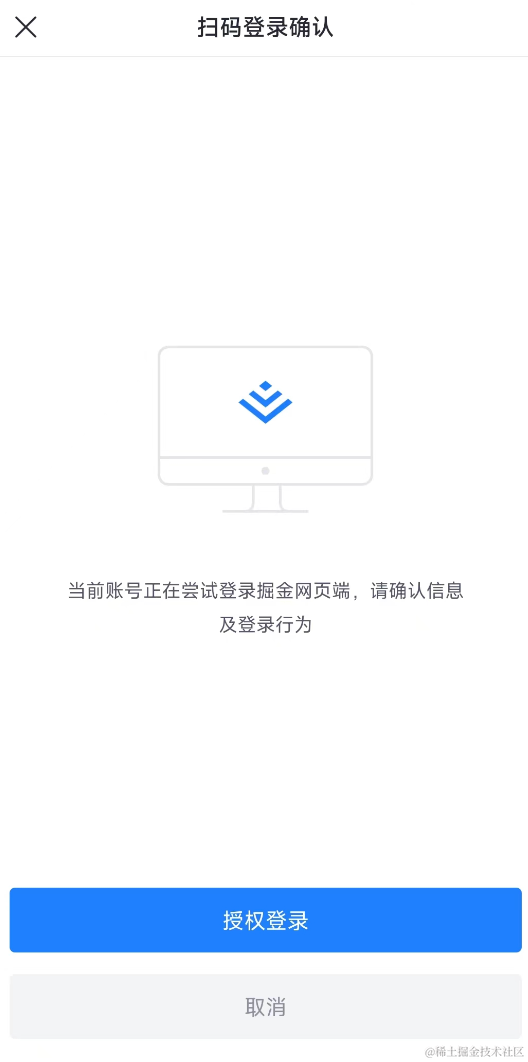 扫码登录确认
当前账号正在尝试登录掘金网页端，请确认信息
及登录行为
授权登录
取消
@稀土掘金技术社区